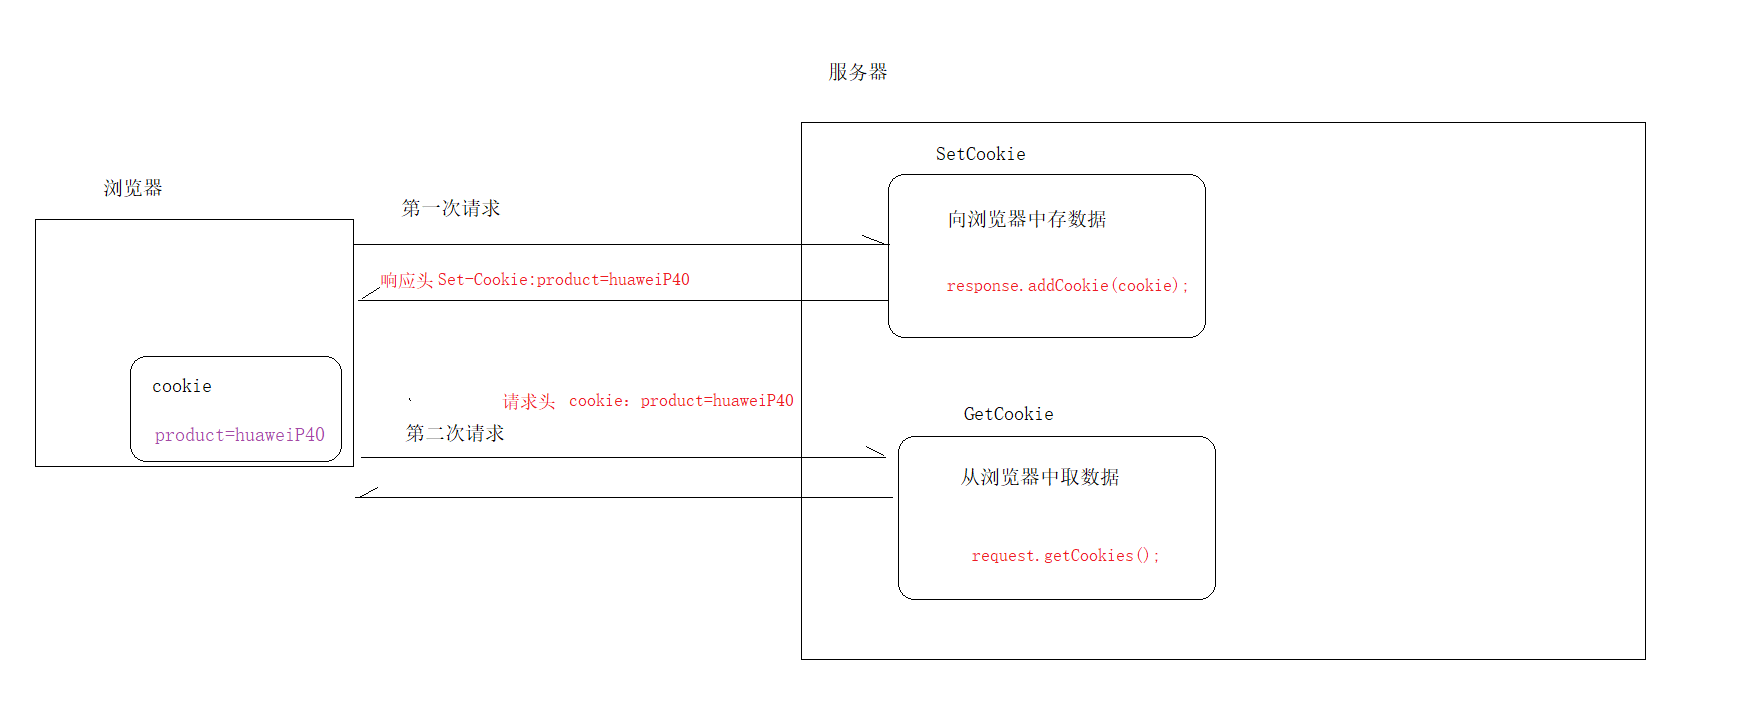 服务器
SetCookie
浏览器
第一次请求
向浏览器中存数据
响应头 Set-Cookie:product=huaweiP40
response.addCookie(cookie);
cookie
请求头 cookie: product=huaweiP40
GetCookie
product=huaweiP40
第二次请求
从浏览器中取数据
request.getCookies();